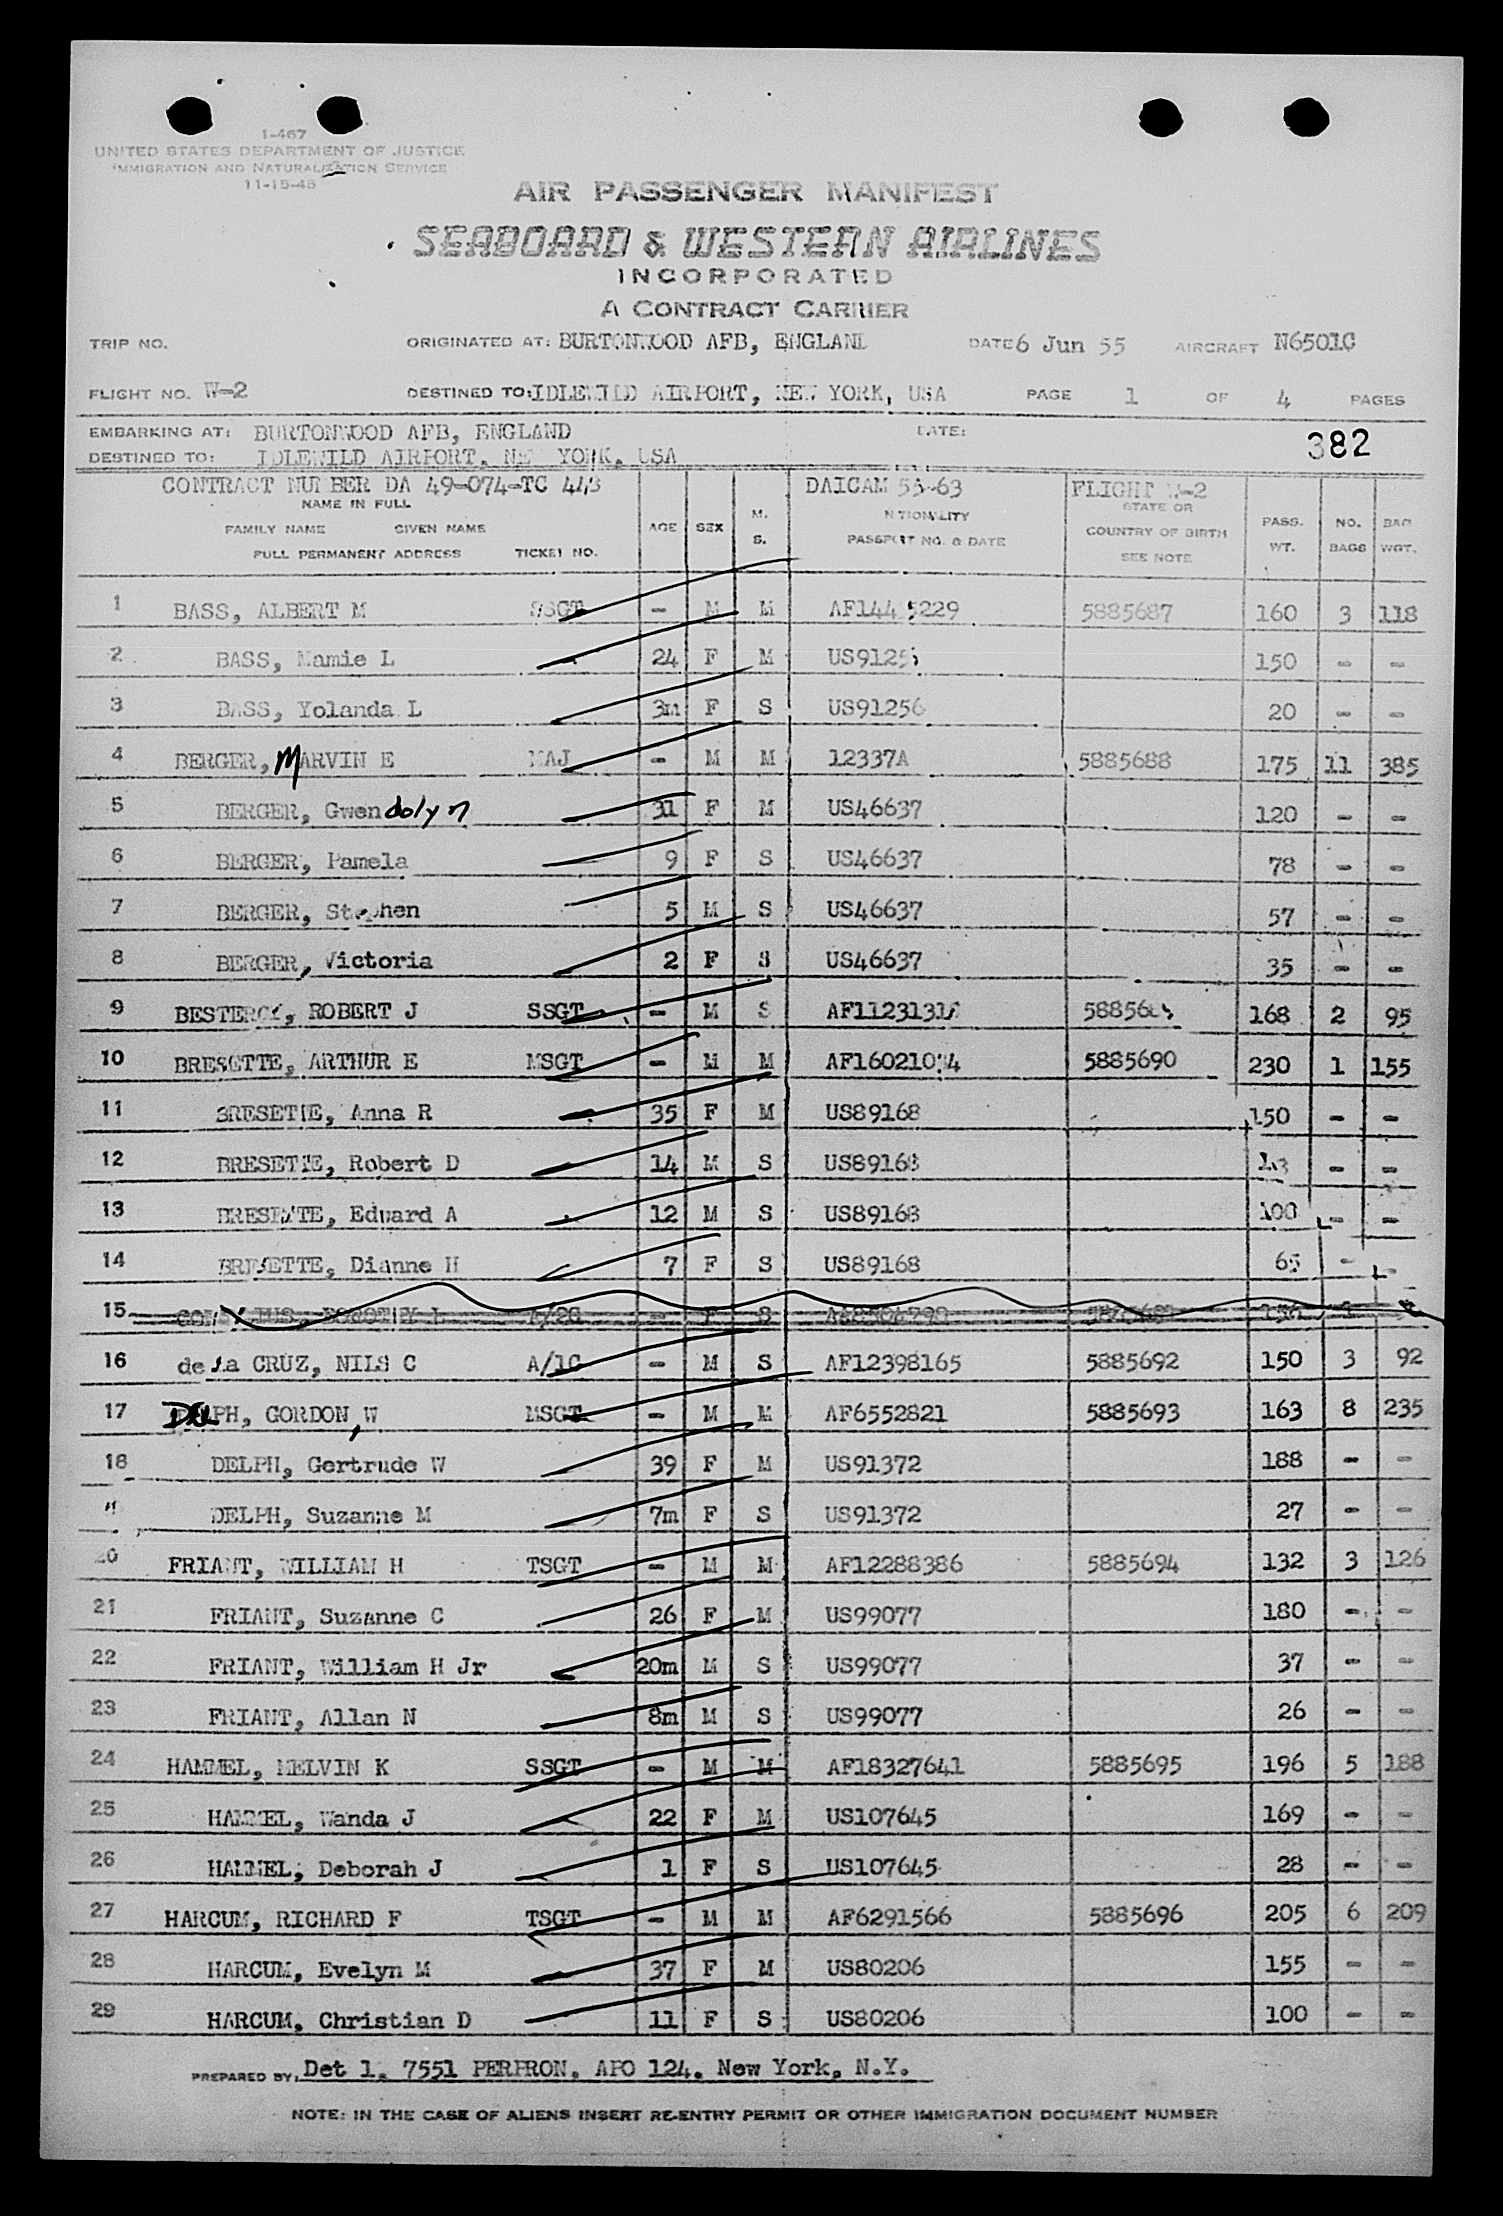 1-467
UNITED STATES DEPARTMENT OF JUSTICE
IMMIGRATION AND NATURALIZATION SERVICE
11-15-48
AIR PASSENGER MANIFEST
SEABOARD & WESTERN AIRLINES
INCORPORATED
A CONTRACT CARRIER
TRIP NO. ORIGINATED AT: BURTONWOOD AFB, ENGLAND DATE 6 Jun 55 AIRCRAFT N6501C
FLIGHT NO. W-2 DESTINED TO: IDLEWILD AIRPORT, NEW YORK, USA PAGE 1 OF 4 PAGES
EMBARKING AT: BURTONWOOD AFB, ENGLAND DATE:
DESTINED TO: IDLEWILD AIRPORT, NEW YORK, USA 382
CONTRACT NUMBER DA 49-074-TC 443 DAICAM 55-63 FLIGHT W-2
NAME IN FULL
FAMILY NAME GIVEN NAME
FULL PERMANENT ADDRESS TICKET NO.
AGE SEX M. S.
NATIONALITY
PASSPORT NO. & DATE
STATE OR
COUNTRY OF BIRTH
SEE NOTE
PASS. WT. NO. BAGS BAG. WGT.
1 BASS, ALBERT M SSGT - M M AF144 5229 5885687 160 3 118
2 BASS, Mamie L 24 F M US9125 150 - -
3 BASS, Yolanda L 3m F S US91256 20 - -
4 BERGER, MARVIN E MAJ - M M 12337A 5885688 175 11 385
5 BERGER, Gwendolyn 31 F M US46637 120 - -
6 BERGER, Pamela 9 F S US46637 78 - -
7 BERGER, Stephen 5 M S US46637 57 - -
8 BERGER, Victoria 2 F S US46637 35 - -
9 ROBERT J SSGT - M S 168 2 95
10 BRESETTE, ARTHUR E MSGT - M M 5885690 230 1 155
11 BRESETTE, Anna R 35 F M US89168 150 - -
12 BRESETTE, Robert D 14 M S US89168 - -
13 BRESETTE, Edward A 12 M S US89168 100 - -
14 BRESETTE, Dianne H 7 F S US89168 65 - -
15 A/2C - F S
16 de la CRUZ, NILS C A/1C - M S AF12398165 5885692 150 3 92
17 DELPH, GORDON, W MSGT - M M AF6552821 5885693 163 8 235
18 DELPH, Gertrude W 39 F M US91372 188 - -
DELPH, Suzanne M 7m F S US91372 27 - -
20 FRIANT, WILLIAM H TSGT - M M AF12288386 5885694 132 3 126
21 FRIANT, Suzanne C 26 F M US99077 180 - -
22 FRIANT, William H Jr 20m M S US99077 37 - -
23 FRIANT, Allan N 8m M S US99077 26 - -
24 HAMMEL, MELVIN K SSGT - M M AF18327641 5885695 196 5 188
25 HAMMEL, Wanda J 22 F M US107645 169 - -
26 HAMMEL, Deborah J 1 F S US107645 28 - -
27 HARCUM, RICHARD F TSGT - M M AF6291566 5885696 205 6 209
28 HARCUM, Evelyn M 37 F M US80206 155 - -
29 HARCUM, Christian D 11 F S US80206 100 - -
PREPARED BY, Det 1, 7551 PERPRON, APO 124, New York, N.Y.
NOTE: IN THE CASE OF ALIENS INSERT RE-ENTRY PERMIT OR OTHER IMMIGRATION DOCUMENT NUMBER